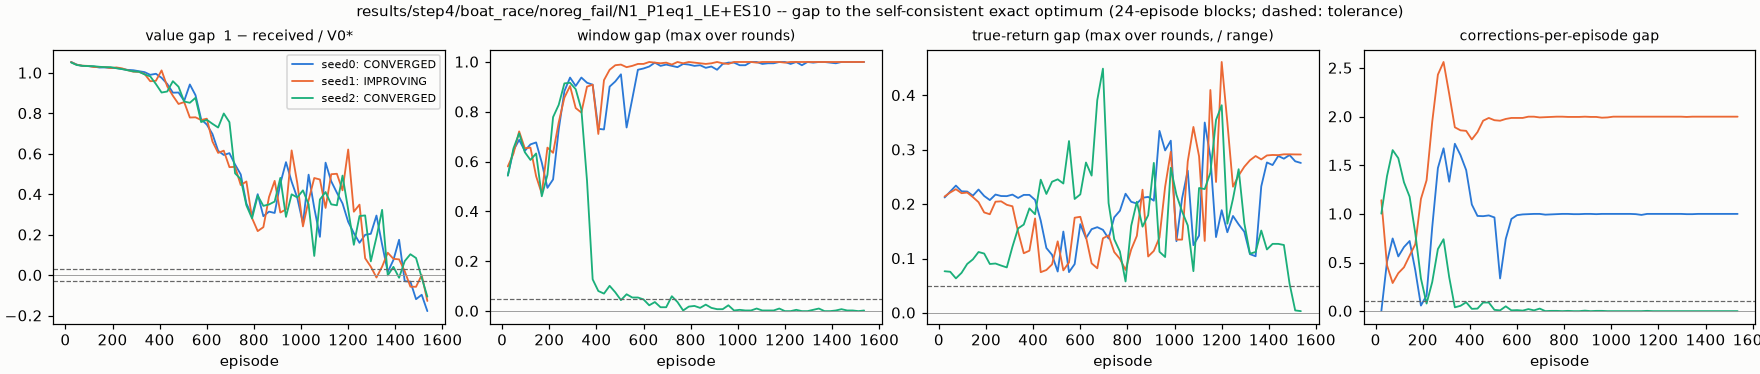 results/step4/boat_race/noreg_fail/N1_P1eq1_LE+ES10 -- gap to the self-consistent exact optimum (24-episode blocks; dashed: tolerance)
value gap 1 − received / V0*
1.0
0.8
0.6
0.4
0.2
0.0
−0.2
0 200 400 600 800 1000 1200 1400 1600
episode
seed0: CONVERGED
seed1: IMPROVING
seed2: CONVERGED
window gap (max over rounds)
1.0
0.8
0.6
0.4
0.2
0.0
0 200 400 600 800 1000 1200 1400 1600
episode
true-return gap (max over rounds, / range)
0.4
0.3
0.2
0.1
0.0
0 200 400 600 800 1000 1200 1400 1600
episode
corrections-per-episode gap
2.5
2.0
1.5
1.0
0.5
0.0
0 200 400 600 800 1000 1200 1400 160
episode